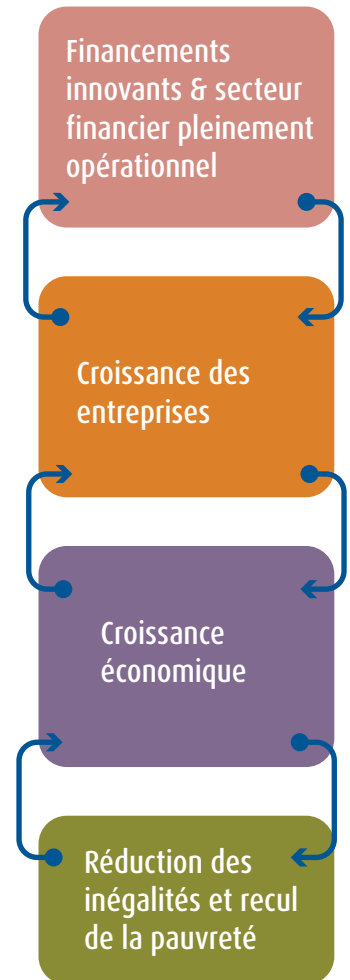 Financements
innovants & secteur
financier pleinement
opérationnel
Croissance des
entreprises
Croissance
économique
Réduction des
inégalités et recul
de la pauvreté